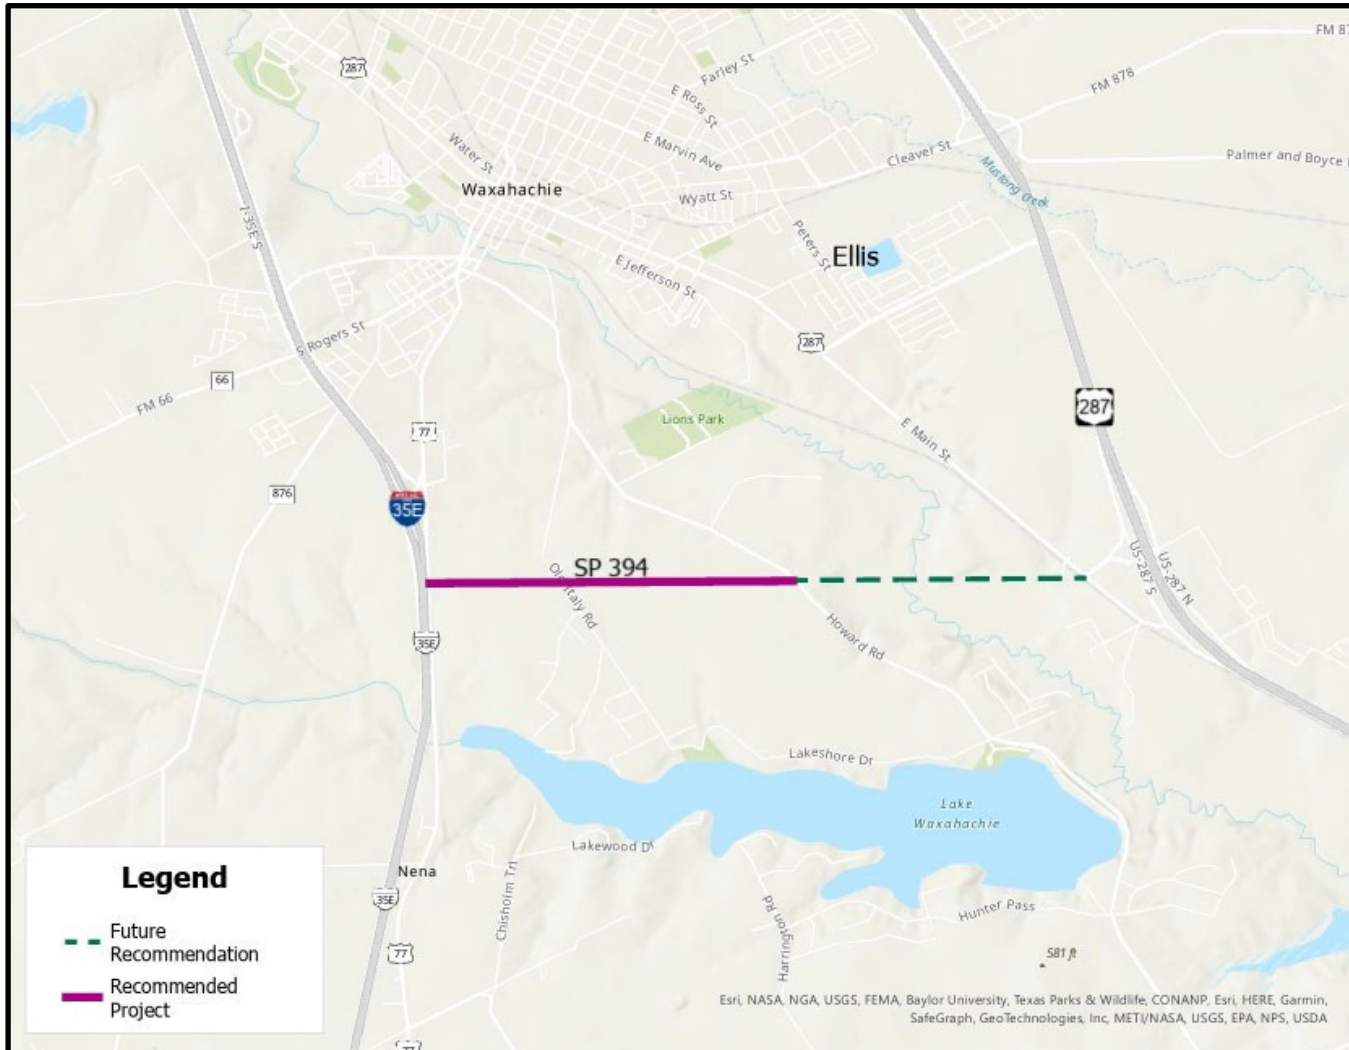 FM 87
287
Farley St
FM 878
E Ross St
Water St
E Marvin Ave
Cleaver St
Palmer and Boyce
Mustang Creek
Waxahachie
Wyatt St
I-35E S
Peters St
Ellis
E Jefferson St
S Rogers St
287
66
FM 66
287
Lions Park
77
E Main St
876
35E
US-287 S
US-287 N
SP 394
Old Italy Rd
Howard Rd
35E
Lakeshore Dr
Lake
Waxahachie
Lakewood Dr
Nena
Chisholm Trl
35E
Harrington Rd
Hunter Pass
77
581 ft
Legend
Future
Recommendation
Recommended
Project
Esri, NASA, NGA, USGS, FEMA, Baylor University, Texas Parks & Wildlife, CONANP, Esri, HERE, Garmin,
SafeGraph, GeoTechnologies, Inc, METI/NASA, USGS, EPA, NPS, USDA
77